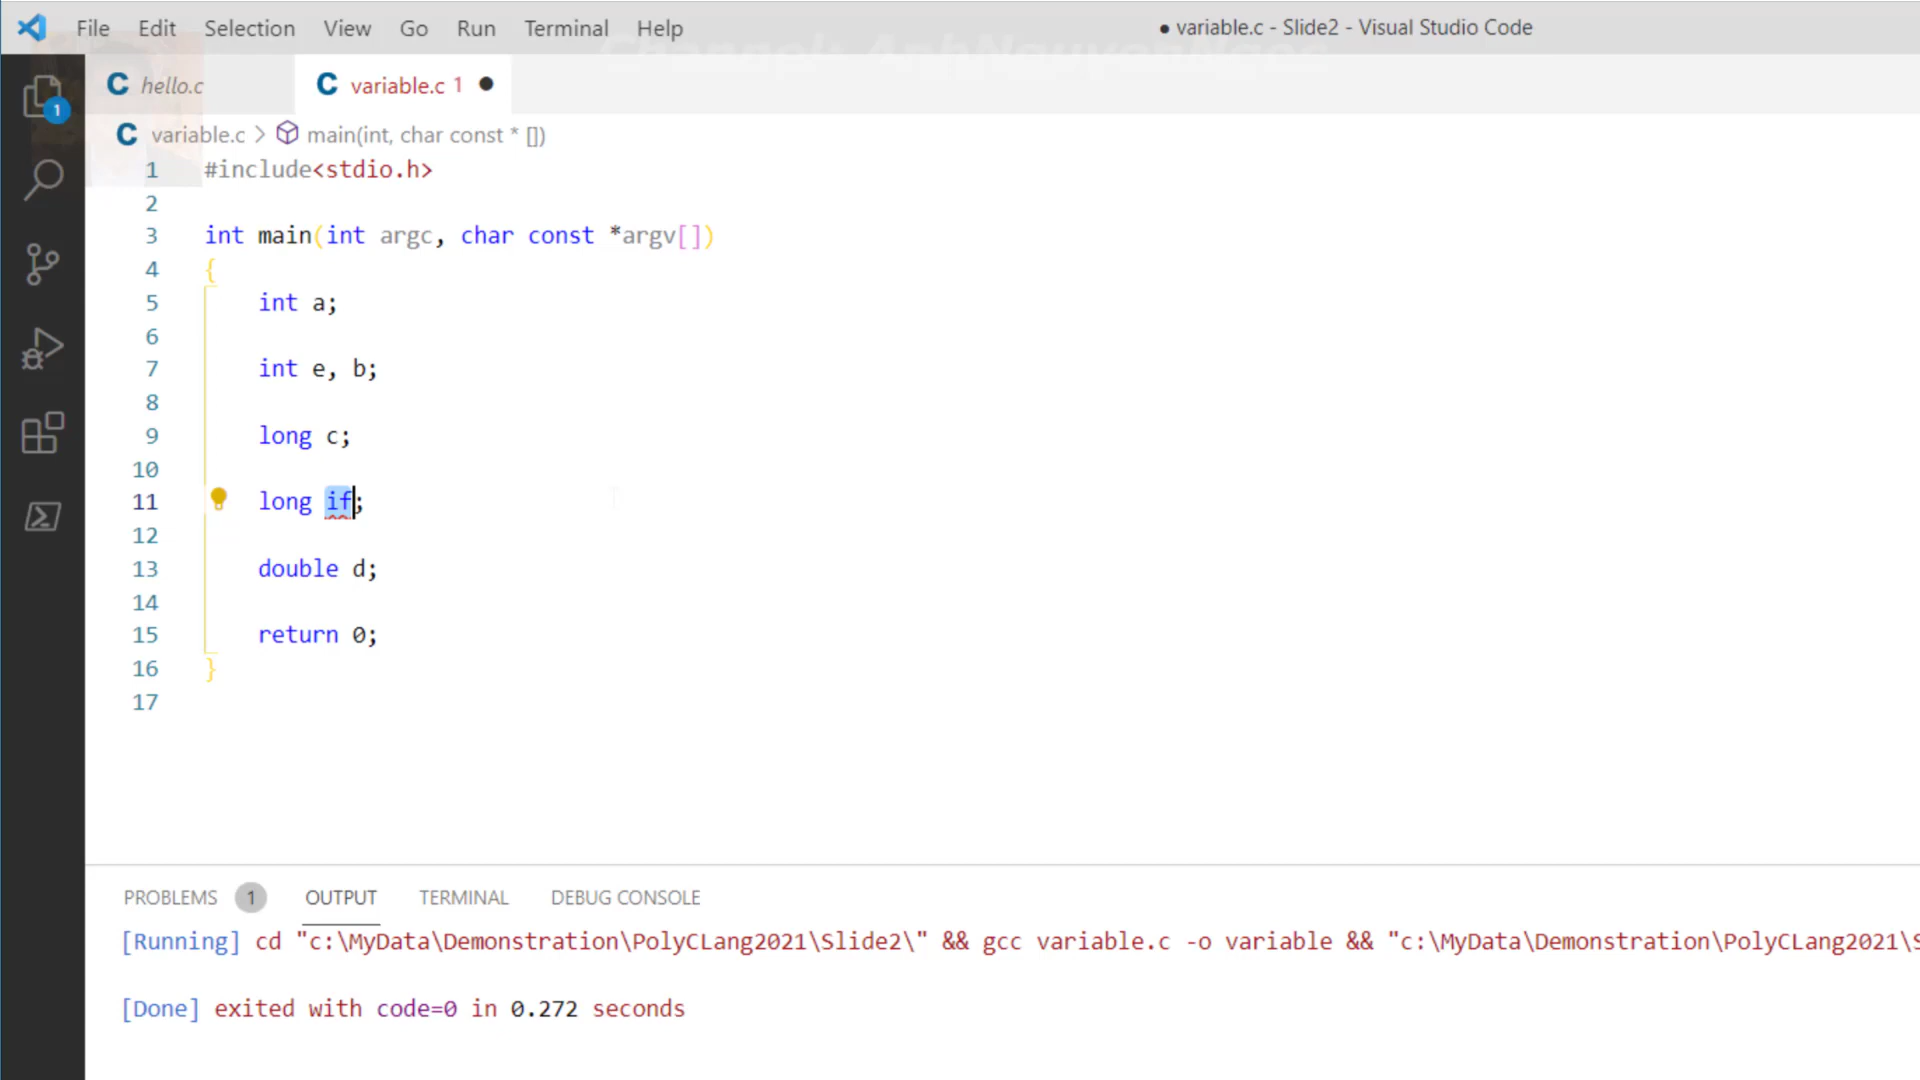 File Edit Selection View Go Run Terminal Help
● variable.c - Slide2 - Visual Studio Code
C hello.c
C variable.c 1 ●
1
C variable.c > main(int, char const * [])
1 #include<stdio.h>
2
3 int main(int argc, char const *argv[])
4 {
5 int a;
6
7 int e, b;
8
9 long c;
10
11 long if;
12
13 double d;
14
15 return 0;
16 }
17
PROBLEMS 1 OUTPUT TERMINAL DEBUG CONSOLE
[Running] cd "c:\MyData\Demonstration\PolyCLang2021\Slide2\" && gcc variable.c -o variable && "c:\MyData\Demonstration\PolyCLang2021\S
[Done] exited with code=0 in 0.272 seconds